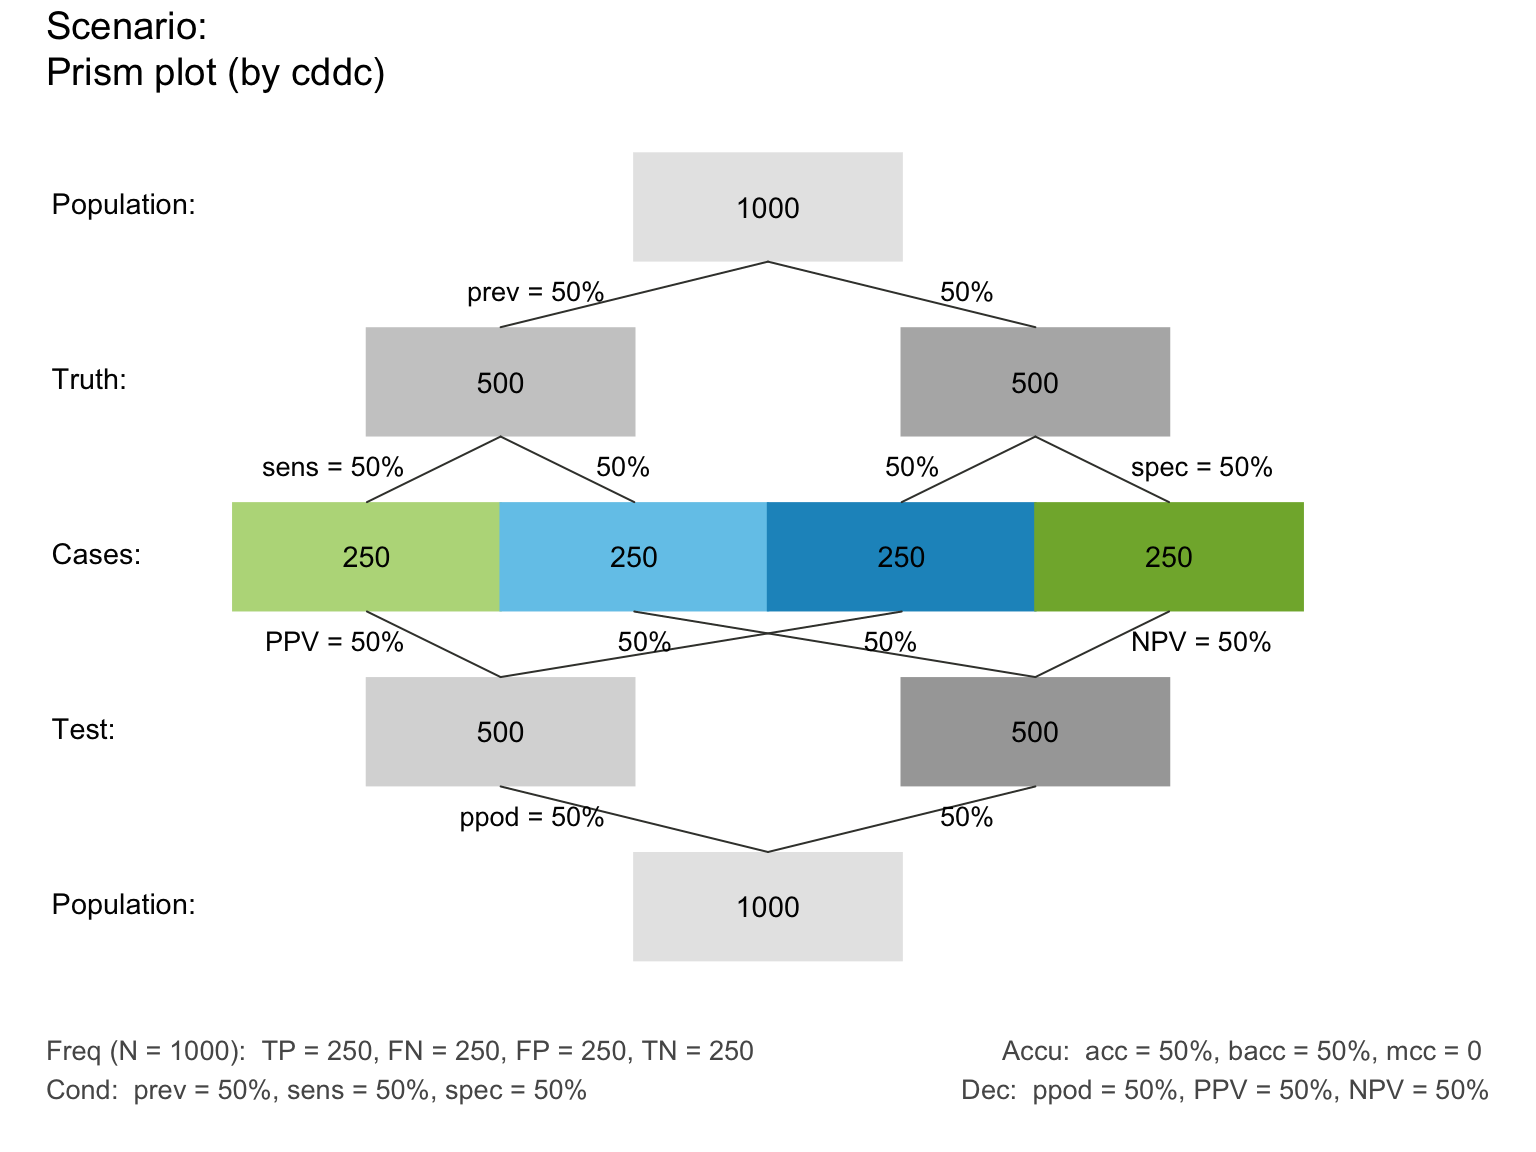 Scenario:
Prism plot (by cddc)
Population:
1000
prev = 50%
50%
Truth:
500
500
sens = 50%
50%
50%
spec = 50%
Cases:
250
250
250
250
PPV = 50%
50%
50%
NPV = 50%
Test:
500
500
ppod = 50%
50%
Population:
1000
Freq (N = 1000):  TP = 250, FN = 250, FP = 250, TN = 250
Accu:  acc = 50%, bacc = 50%, mcc = 0
Cond:  prev = 50%, sens = 50%, spec = 50%
Dec:  ppod = 50%, PPV = 50%, NPV = 50%